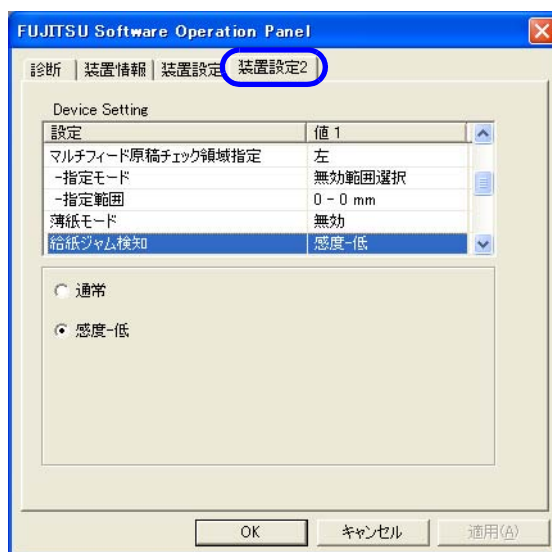 FUJITSU Software Operation Panel
診断 装置情報 装置設定 装置設定2
Device Setting
設定 値 1
マルチフィード原稿チェック領域指定 左
-指定モード 無効範囲選択
-指定範囲 0 - 0 mm
薄紙モード 無効
給紙ジャム検知 感度-低
通常
感度-低
OK キャンセル 適用(A)